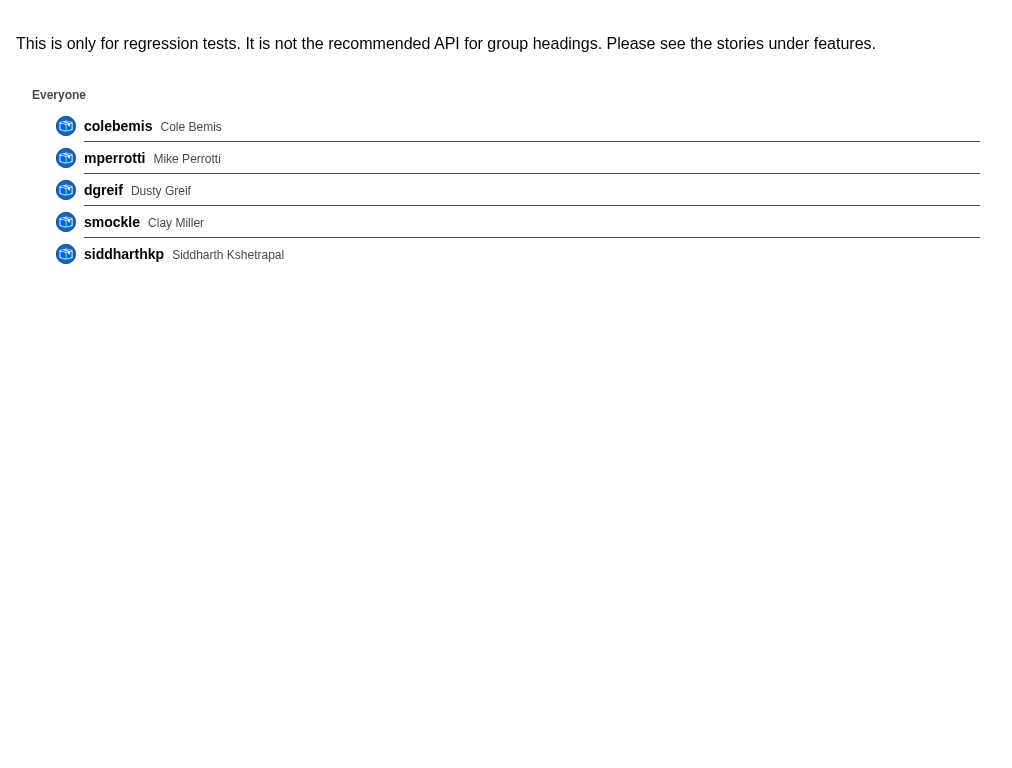 This is only for regression tests. It is not the recommended API for group headings. Please see the stories under features.
Everyone
colebemis Cole Bemis
mperrotti Mike Perrotti
dgreif Dusty Greif
smockle Clay Miller
siddharthkp Siddharth Kshetrapal